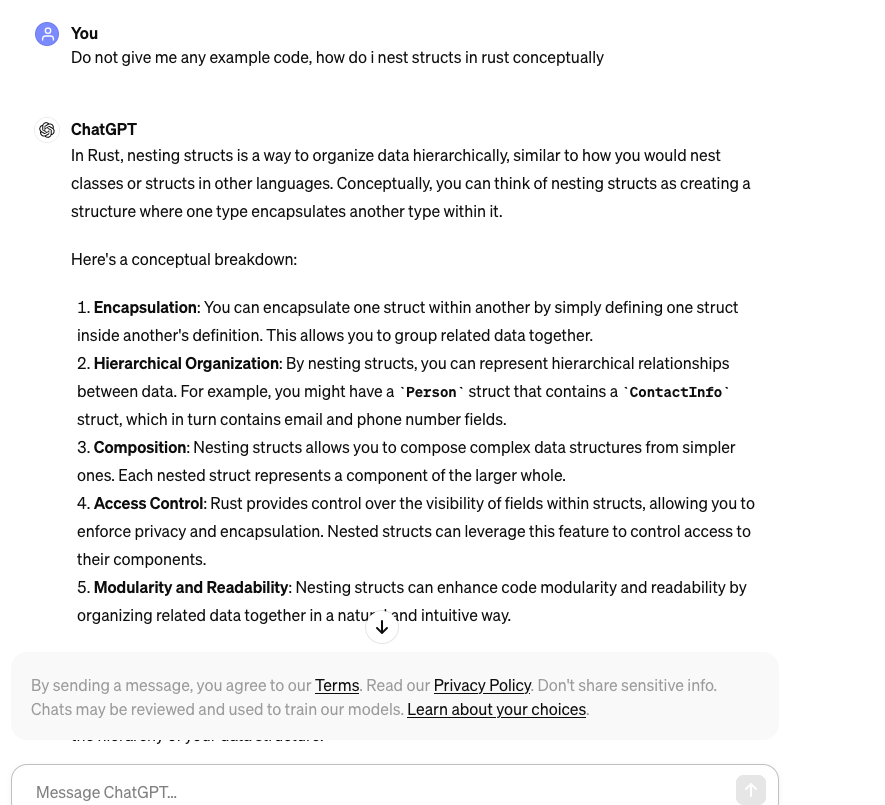 You
Do not give me any example code, how do i nest structs in rust conceptually
ChatGPT
In Rust, nesting structs is a way to organize data hierarchically, similar to how you would nest
classes or structs in other languages. Conceptually, you can think of nesting structs as creating a
structure where one type encapsulates another type within it.
Here's a conceptual breakdown:
1. Encapsulation: You can encapsulate one struct within another by simply defining one struct
inside another's definition. This allows you to group related data together.
2. Hierarchical Organization: By nesting structs, you can represent hierarchical relationships
between data. For example, you might have a `Person` struct that contains a `ContactInfo`
struct, which in turn contains email and phone number fields.
3. Composition: Nesting structs allows you to compose complex data structures from simpler
ones. Each nested struct represents a component of the larger whole.
4. Access Control: Rust provides control over the visibility of fields within structs, allowing you to
enforce privacy and encapsulation. Nested structs can leverage this feature to control access to
their components.
5. Modularity and Readability: Nesting structs can enhance code modularity and readability by
organizing related data together in a natural and intuitive way.
By sending a message, you agree to our Terms. Read our Privacy Policy. Don't share sensitive info.
Chats may be reviewed and used to train our models. Learn about your choices.
the hierarchy of your data structure.
Message ChatGPT...